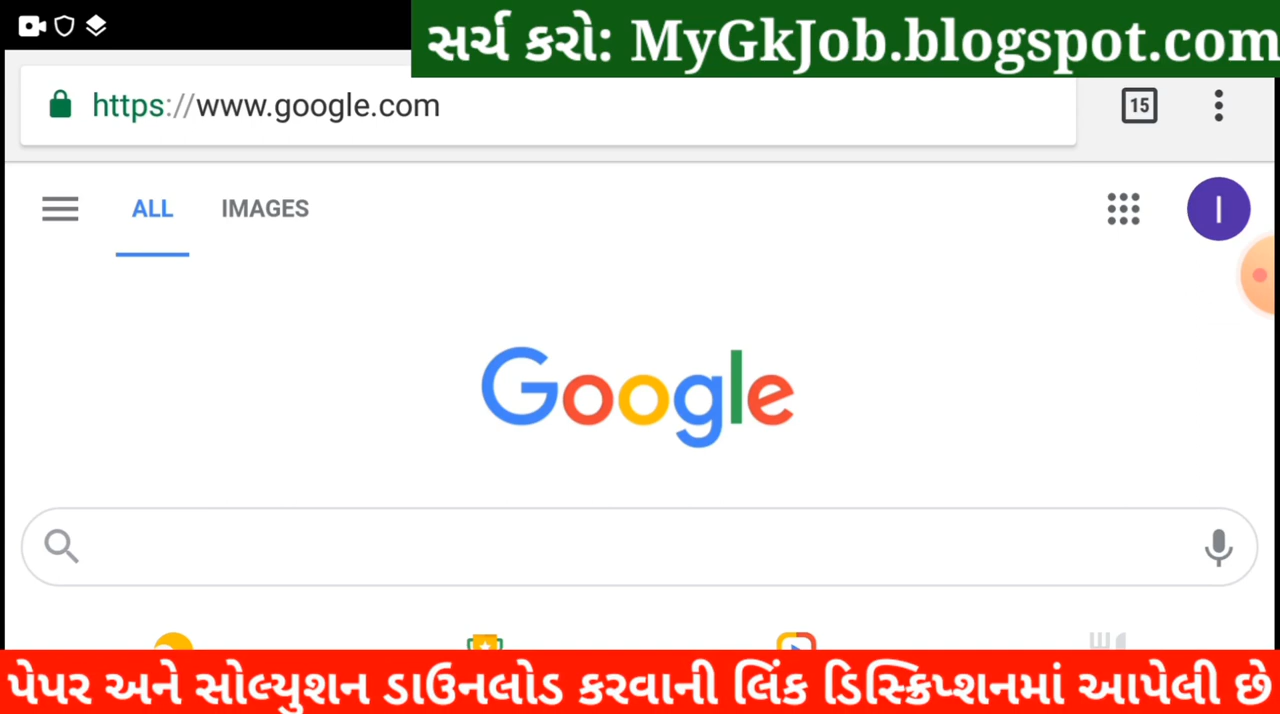 સર્ચ કરો: MyGkJob.blogspot.com
https://www.google.com
15
ALL IMAGES
I
Google
પેપર અને સોલ્યુશન ડાઉનલોડ કરવાની લિંક ડિસ્ક્રિપ્શનમાં આપેલી છે